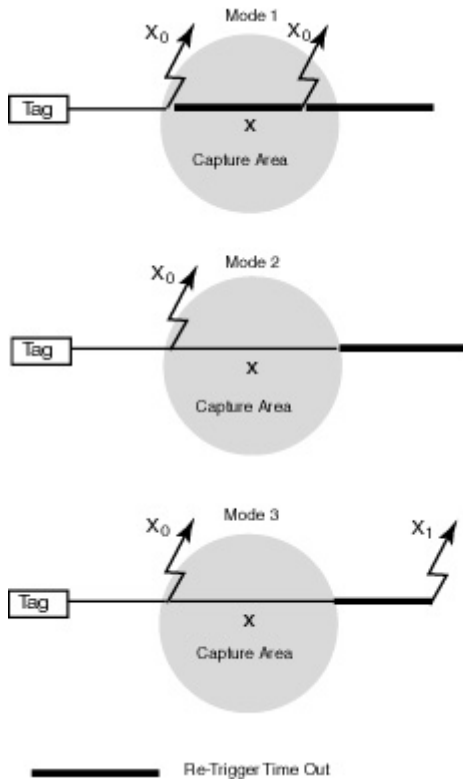 Mode 1
X0 X0
Tag
X
Capture Area
Mode 2
X0
Tag
X
Capture Area
Mode 3
X0 X1
Tag
X
Capture Area
Re-Trigger Time Out